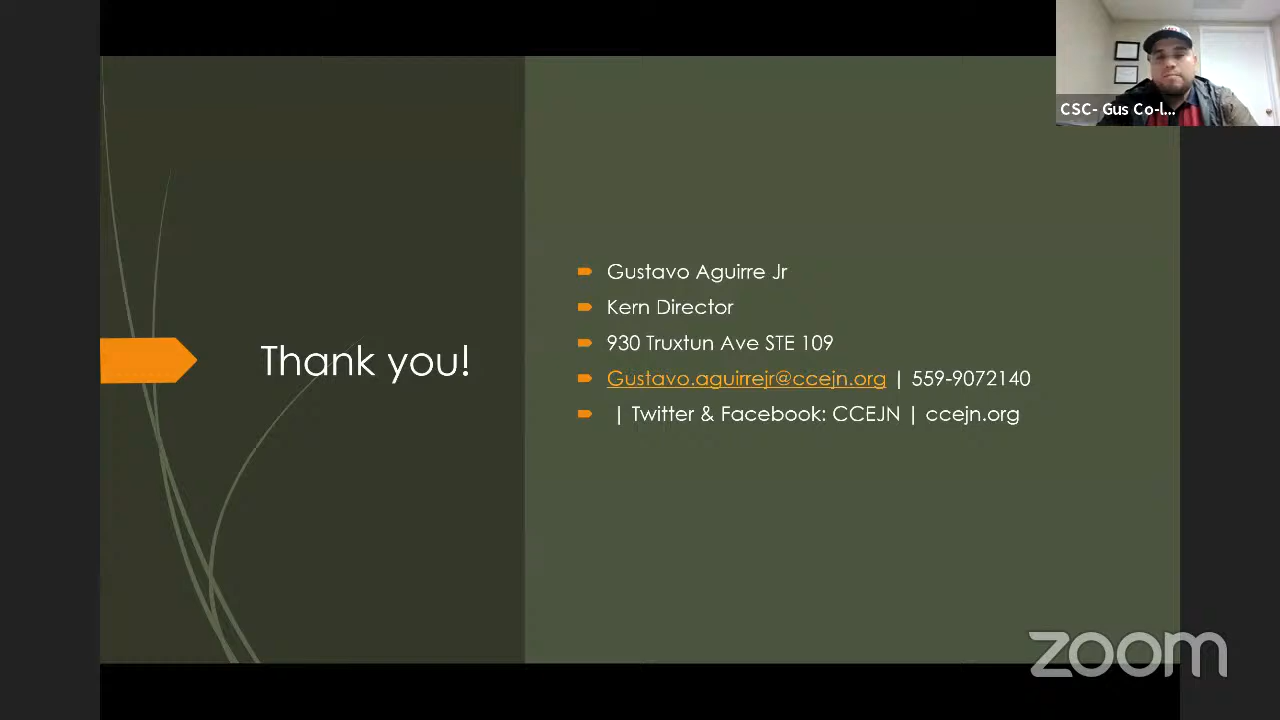 CSC- Gus Co-l...
Thank you!
Gustavo Aguirre Jr
Kern Director
930 Truxtun Ave STE 109
Gustavo.aguirrejr@ccejn.org | 559-9072140
| Twitter & Facebook: CCEJN | ccejn.org
zoom